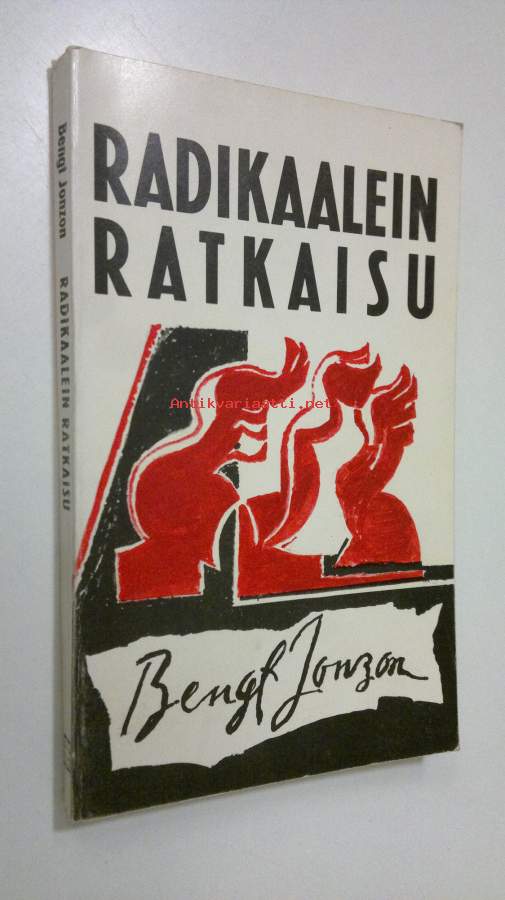 Bengt Jonzon RADIKAALEIN RATKAISU
RADIKAALEIN
RATKAISU
Antikvariaatti.net
Bengt Jonzon